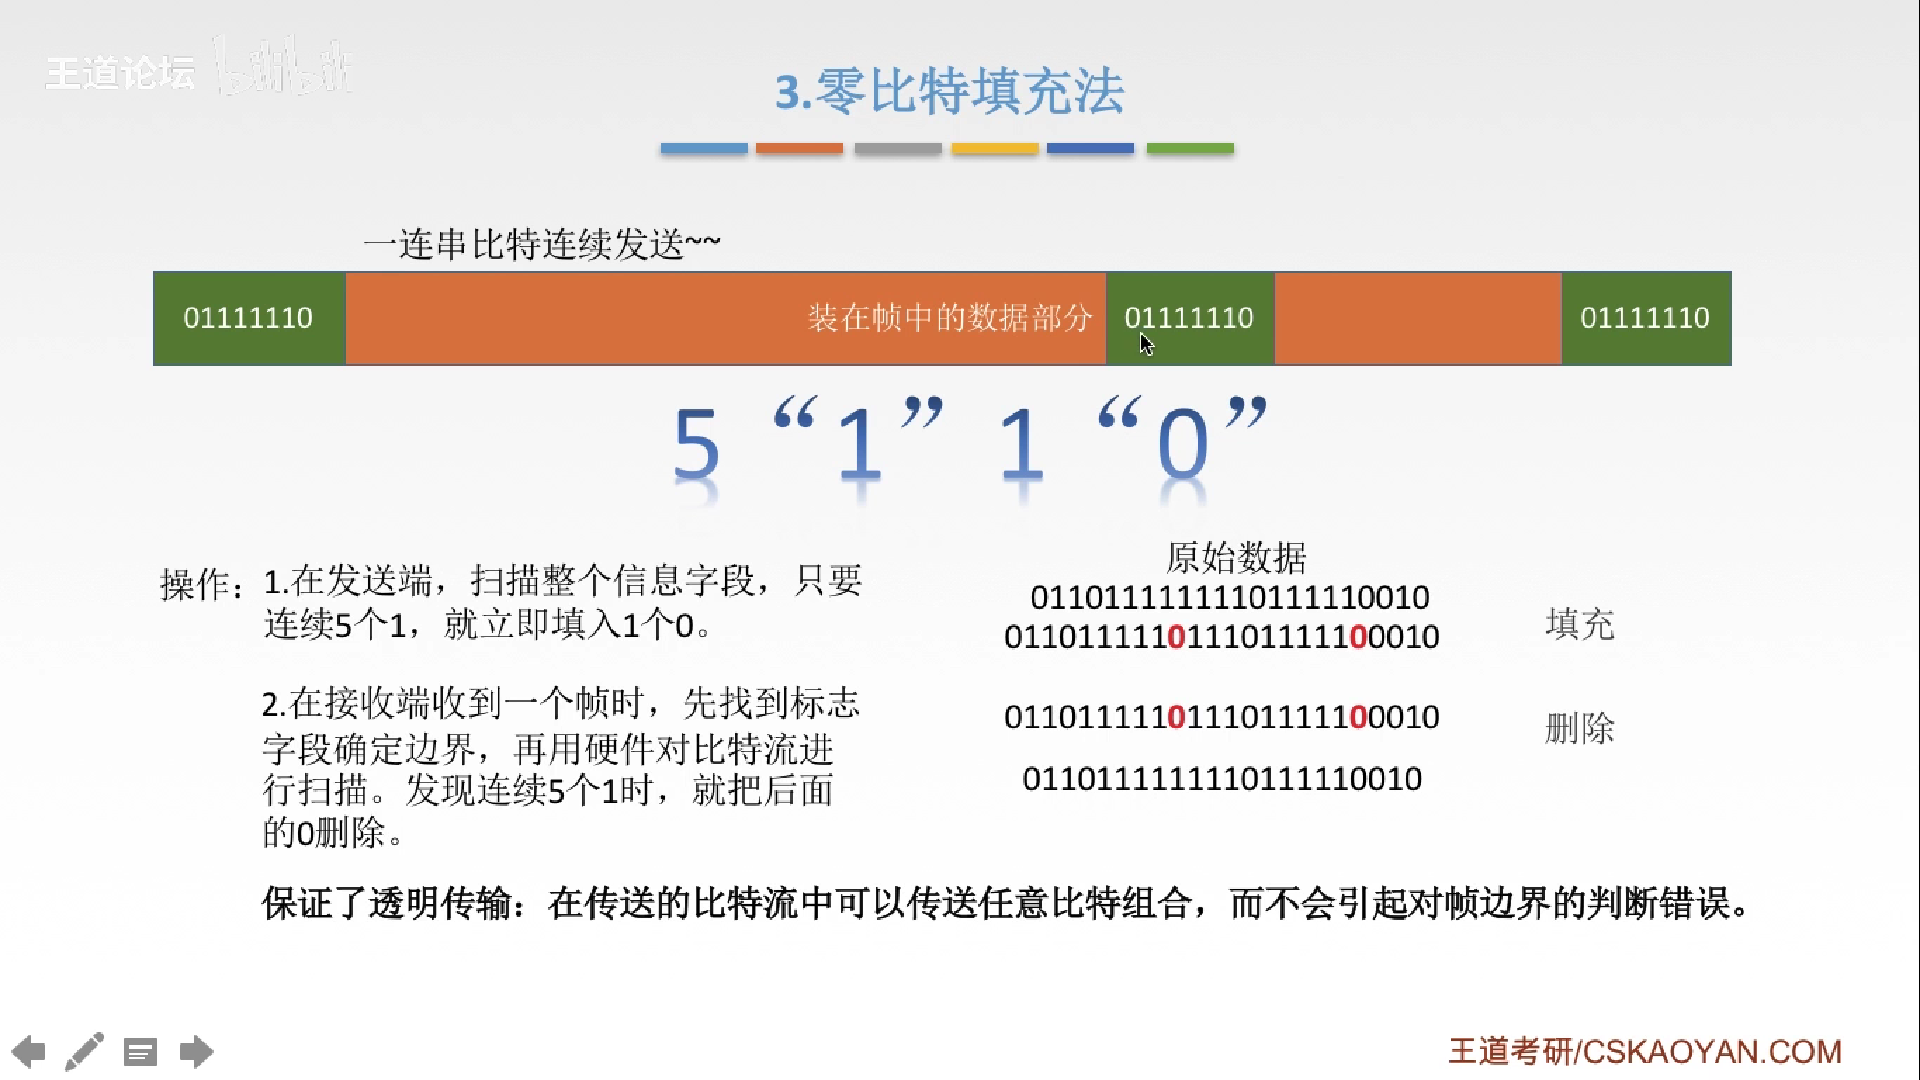 王道论坛 bilibili
3.零比特填充法
一连串比特连续发送~~
01111110 装在帧中的数据部分 01111110 01111110
5 “1” 1 “0”
操作：1.在发送端，扫描整个信息字段，只要
连续5个1，就立即填入1个0。
2.在接收端收到一个帧时，先找到标志
字段确定边界，再用硬件对比特流进
行扫描。发现连续5个1时，就把后面
的0删除。
原始数据
0110111111110111110010
011011111011101111100010
填充
011011111011101111100010
删除
0110111111110111110010
保证了透明传输：在传送的比特流中可以传送任意比特组合，而不会引起对帧边界的判断错误。
王道考研/CSKAOYAN.COM